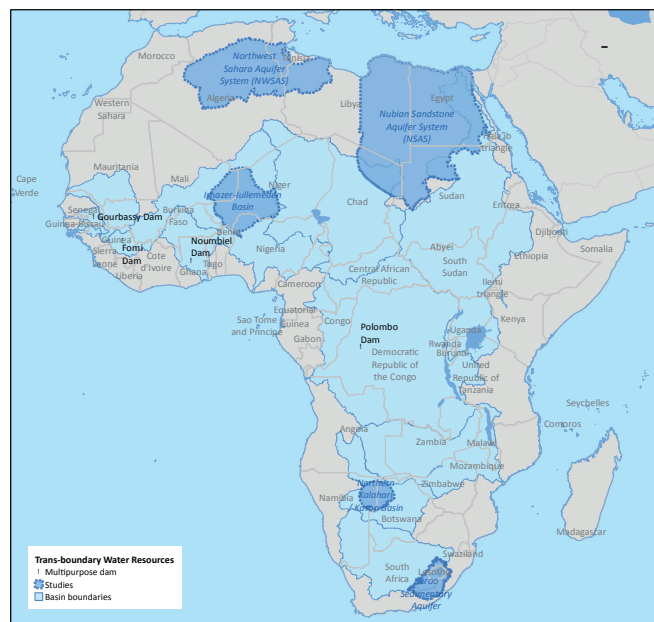 Northwest
Sahara Aquifer
System (NWSAS)
Tunisia
Morocco
Algeria
Libya
Egypt
Nubian Sandstone
Aquifer System
(NSAS)
Western
Sahara
Hala'ib
triangle
Mauritania
Cape
Verde
Mali
Niger
Irhazer-Iullemeden
Basin
Chad
Sudan
Eritrea
Senegal
Gourbassy Dam
Guinea-Bissau
Burkina
Faso
Benin
Noumbiel
Dam
Djibouti
Guinea
Fomi
Dam
Sierra
Leone
Cote
d'Ivoire
Liberia
Ghana
Togo
Nigeria
Abyei
South
Sudan
Ethiopia
Somalia
Central African
Republic
Ilemi
triangle
Cameroon
Equatorial
Guinea
Sao Tome
and Principe
Gabon
Congo
Polombo
Dam
Democratic
Republic of
the Congo
Uganda
Kenya
Rwanda
Burundi
United
Republic of
Tanzania
Seychelles
Comoros
Angola
Zambia
Malawi
Mozambique
Northern
Kalahari
/ Karoo Basin
Zimbabwe
Namibia
Botswana
Madagascar
Swaziland
South
Africa
Lesotho
Karoo
Sedimentary
Aquifer
Trans-boundary Water Resources
! Multipurpose dam
Studies
Basin boundaries